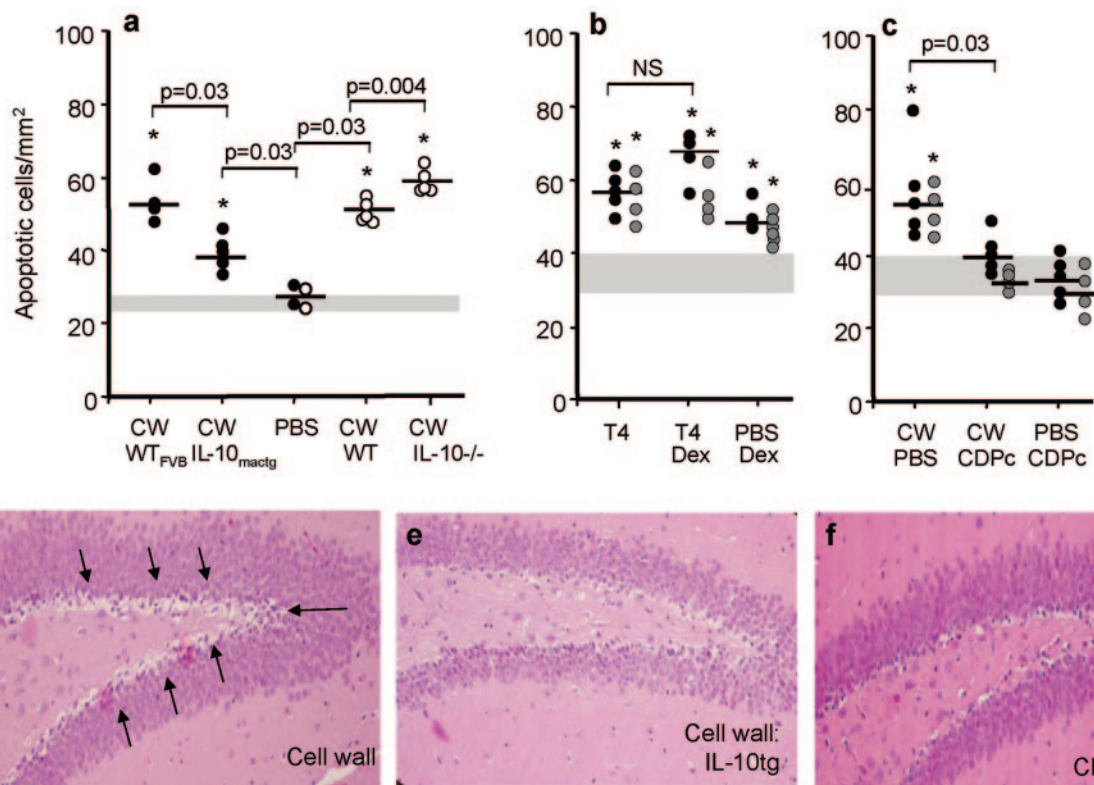 a
b
c
Apoptotic cells/mm²
100
80
60
40
20
0
p=0.03
p=0.03
p=0.03
p=0.004
*
*
*
*
CW
WT_FVB
CW
IL-10_mactg
PBS
CW
WT
CW
IL-10-/-
100
80
60
40
20
0
NS
*
*
*
*
*
*
T4
T4
Dex
PBS
Dex
100
80
60
40
20
0
p=0.03
*
*
CW
PBS
CW
CDPc
PBS
CDPc
Cell wall
e
Cell wall:
IL-10tg
f